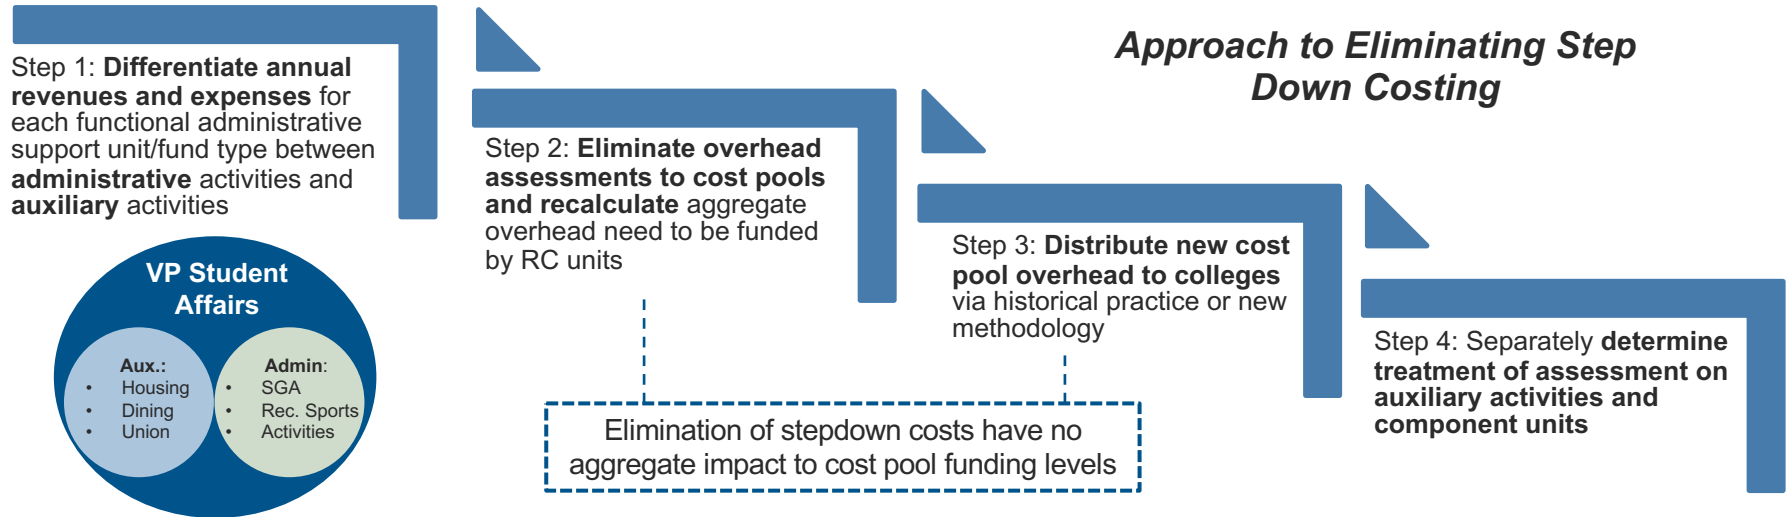 Approach to Eliminating Step
Down Costing
Step 1: Differentiate annual
revenues and expenses for
each functional administrative
support unit/fund type between
administrative activities and
auxiliary activities
VP Student
Affairs
Aux.:
• Housing
• Dining
• Union
Admin:
• SGA
• Rec. Sports
• Activities
Step 2: Eliminate overhead
assessments to cost pools
and recalculate aggregate
overhead need to be funded
by RC units
Step 3: Distribute new cost
pool overhead to colleges
via historical practice or new
methodology
Elimination of stepdown costs have no
aggregate impact to cost pool funding levels
Step 4: Separately determine
treatment of assessment on
auxiliary activities and
component units